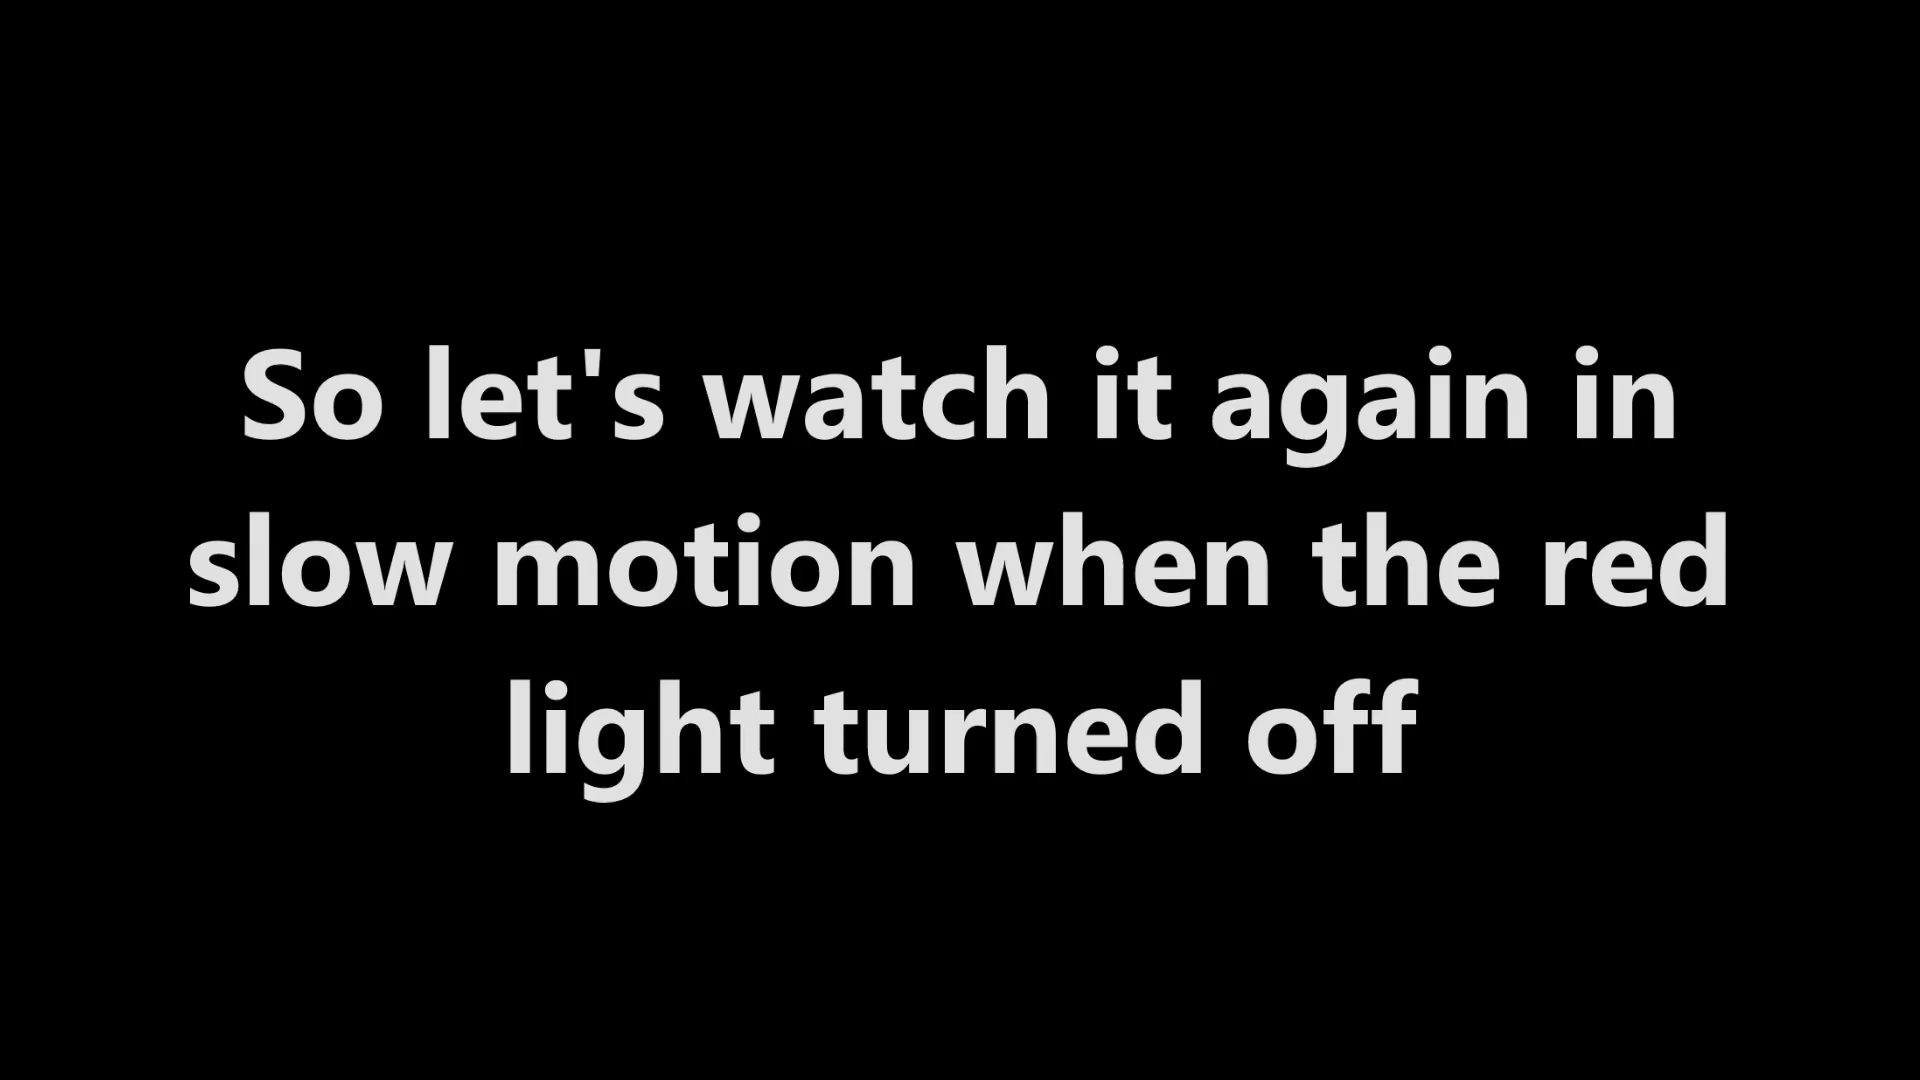 So let's watch it again in
slow motion when the red
light turned off